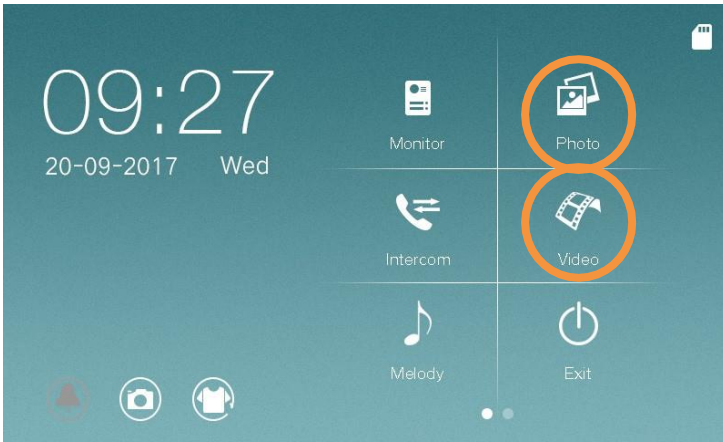 09:27
20-09-2017 Wed
Monitor
Photo
Intercom
Video
Melody
Exit